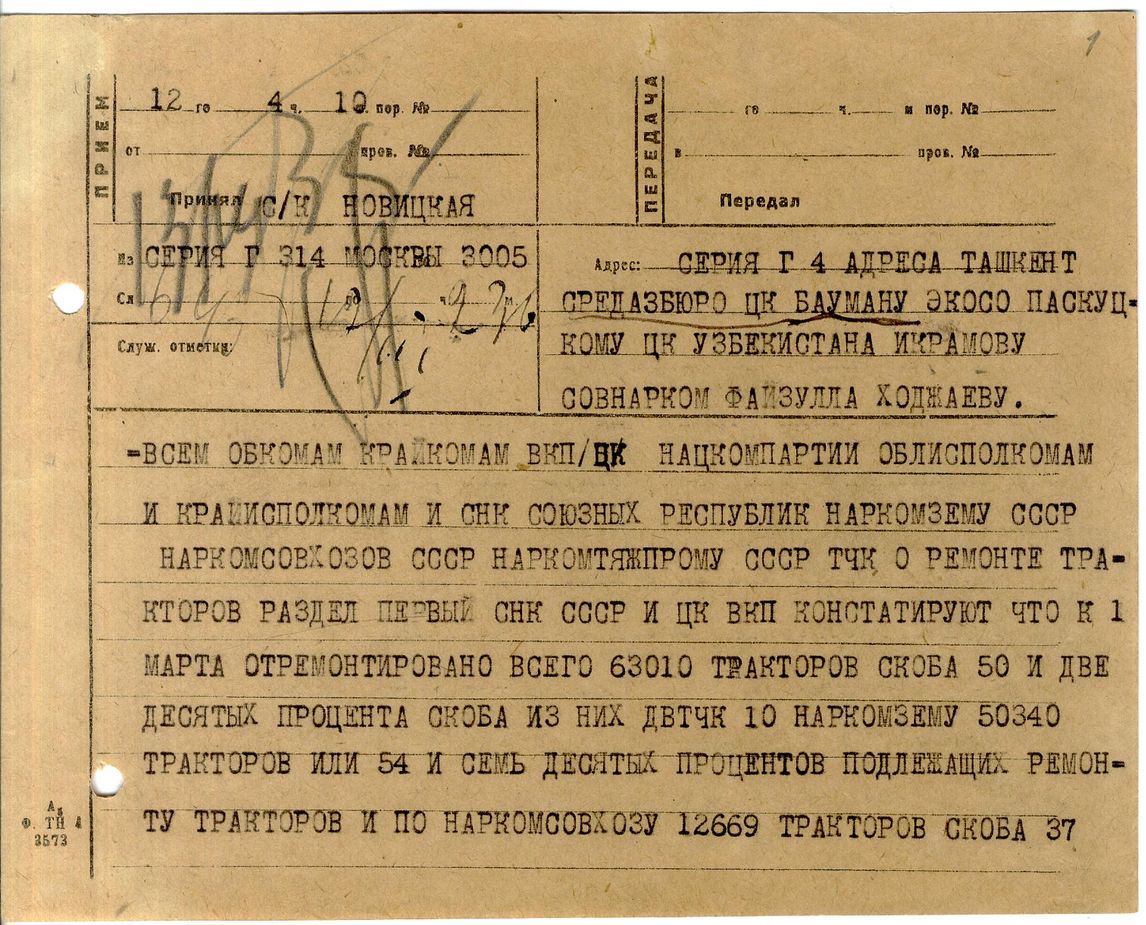 1
ПРИЕМ
12 го 4 ч. 10 . пор. №
от пров. №
Принял С/К НОВИЦКАЯ
ПЕРЕДАЧА
го ч. м пор. №
в пров. №
Передал
Из СЕРИЯ Г 314 МОСКВЫ 3005
Сл
Служ. отметки:
Адрес: СЕРИЯ Г 4 АДРЕСА ТАШКЕНТ
СРЕДАЗБЮРО ЦК БАУМАНУ ЭКОСО ПАСКУЦ-
КОМУ ЦК УЗБЕКИСТАНА ИКРАМОВУ
СОВНАРКОМ ФАЙЗУЛЛА ХОДЖАЕВУ.
=ВСЕМ ОБКОМАМ КРАЙКОМАМ ВКП/ЦК НАЦКОМПАРТИИ ОБЛИСПОЛКОМАМ
И КРАЙИСПОЛКОМАМ И СНК СОЮЗНЫХ РЕСПУБЛИК НАРКОМЗЕМУ СССР
НАРКОМСОВХОЗОВ СССР НАРКОМТЯЖПРОМУ СССР ТЧК О РЕМОНТЕ ТРА=
КТОРОВ РАЗДЕЛ ПЕРВЫЙ СНК СССР И ЦК ВКП КОНСТАТИРУЮТ ЧТО К 1
МАРТА ОТРЕМОНТИРОВАНО ВСЕГО 63010 ТРАКТОРОВ СКОБА 50 И ДВЕ
ДЕСЯТЫХ ПРОЦЕНТА СКОБА ИЗ НИХ ДВТЧК 10 НАРКОМЗЕМУ 50340
ТРАКТОРОВ ИЛИ 54 И СЕМЬ ДЕСЯТЫХ ПРОЦЕНТОВ ПОДЛЕЖАЩИХ РЕМОН=
ТУ ТРАКТОРОВ И ПО НАРКОМСОВХОЗУ 12669 ТРАКТОРОВ СКОБА 37
Ф. ТН 4
3573